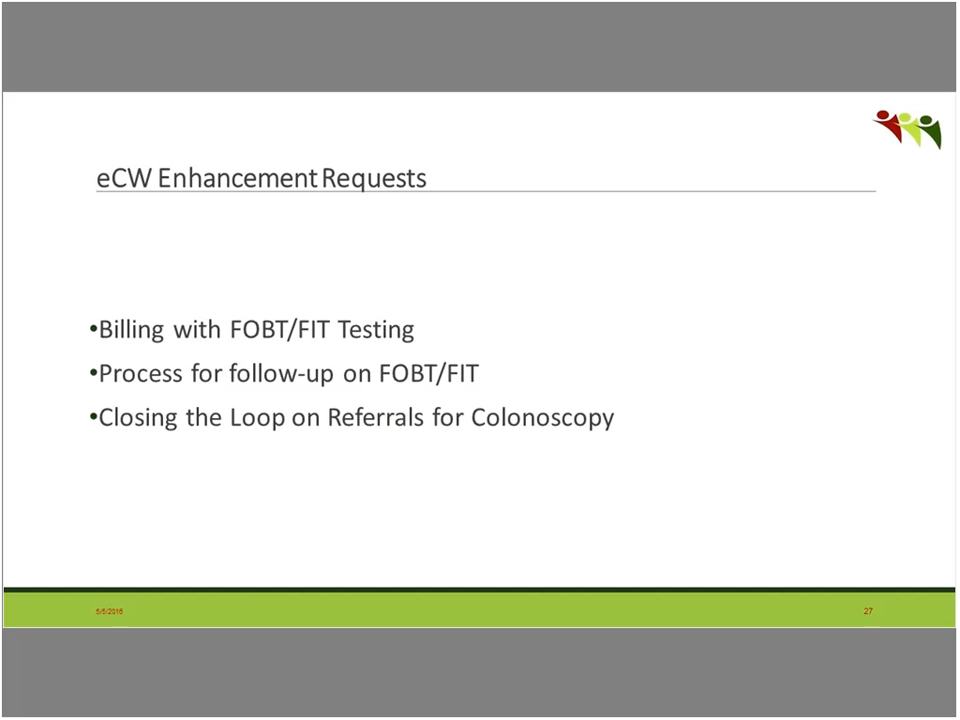 eCW Enhancement Requests
•Billing with FOBT/FIT Testing
•Process for follow-up on FOBT/FIT
•Closing the Loop on Referrals for Colonoscopy
27